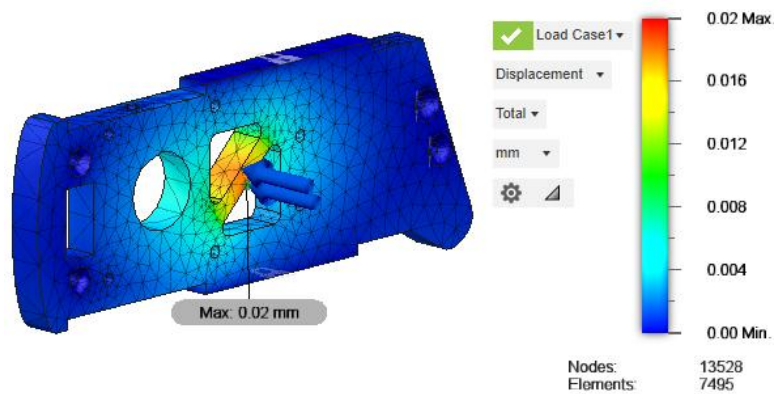 Load Case1
0.02 Max.
Displacement
0.016
Total
0.012
mm
0.008
0.004
Max: 0.02 mm
0.00 Min.
Nodes: 13528
Elements: 7495